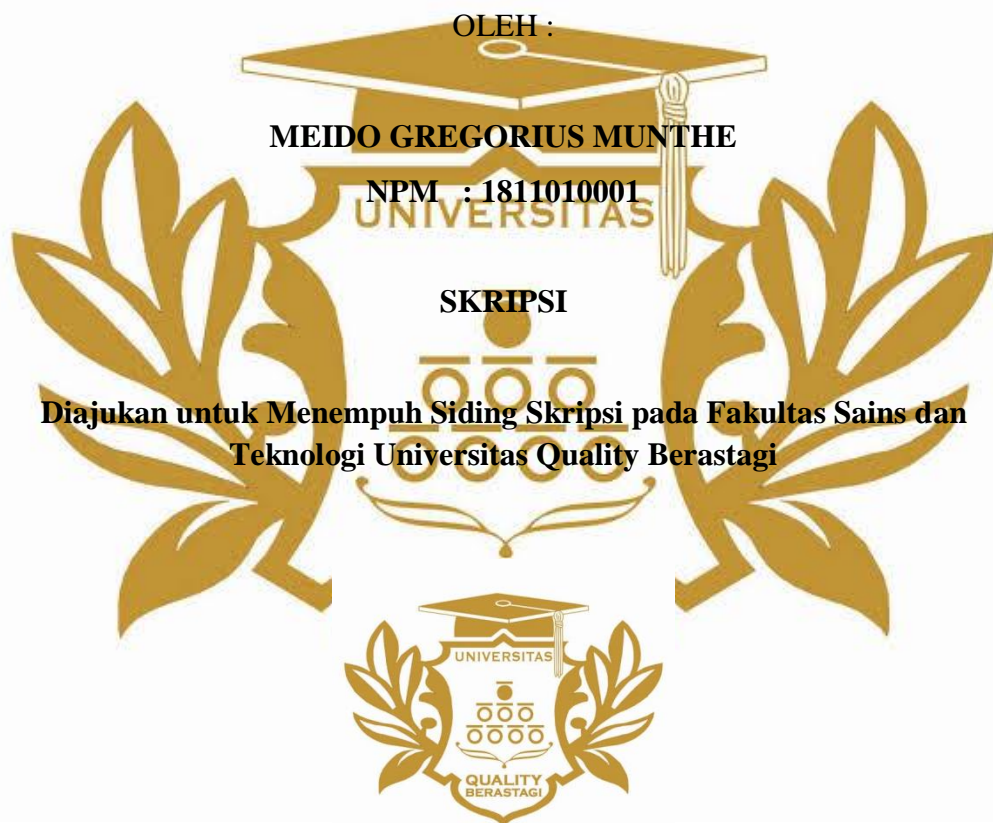 OLEH :
MEIDO GREGORIUS MUNTHE
NPM : 1811010001
UNIVERSITAS
SKRIPSI
Diajukan untuk Menempuh Siding Skripsi pada Fakultas Sains dan
Teknologi Universitas Quality Berastagi
UNIVERSITAS
QUALITY
BERASTAGI